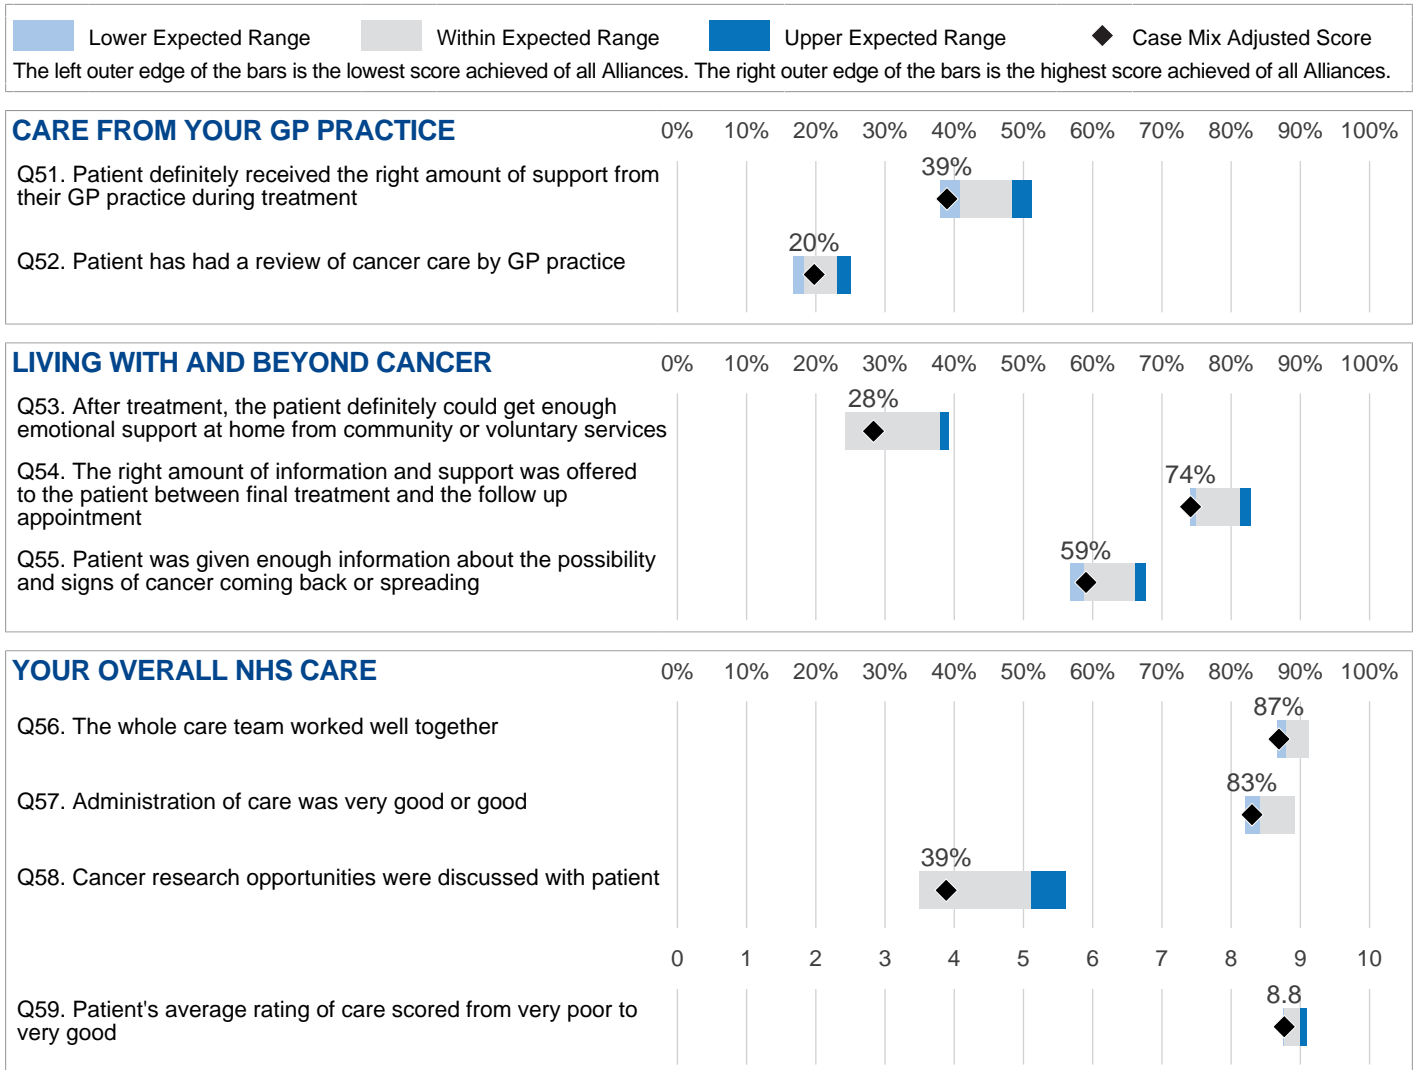 Lower Expected Range Within Expected Range Upper Expected Range Case Mix Adjusted Score
The left outer edge of the bars is the lowest score achieved of all Alliances. The right outer edge of the bars is the highest score achieved of all Alliances.
CARE FROM YOUR GP PRACTICE 0% 10% 20% 30% 40% 50% 60% 70% 80% 90% 100%
39%
Q51. Patient definitely received the right amount of support from
their GP practice during treatment
20%
Q52. Patient has had a review of cancer care by GP practice
LIVING WITH AND BEYOND CANCER 0% 10% 20% 30% 40% 50% 60% 70% 80% 90% 100%
28%
Q53. After treatment, the patient definitely could get enough
emotional support at home from community or voluntary services
Q54. The right amount of information and support was offered
74%
to the patient between final treatment and the follow up
appointment
59%
Q55. Patient was given enough information about the possibility
and signs of cancer coming back or spreading
YOUR OVERALL NHS CARE 0% 10% 20% 30% 40% 50% 60% 70% 80% 90% 100%
87%
Q56. The whole care team worked well together
83%
Q57. Administration of care was very good or good
39%
Q58. Cancer research opportunities were discussed with patient
0 1 2 3 4 5 6 7 8 9 10
8.8
Q59. Patient's average rating of care scored from very poor to
very good